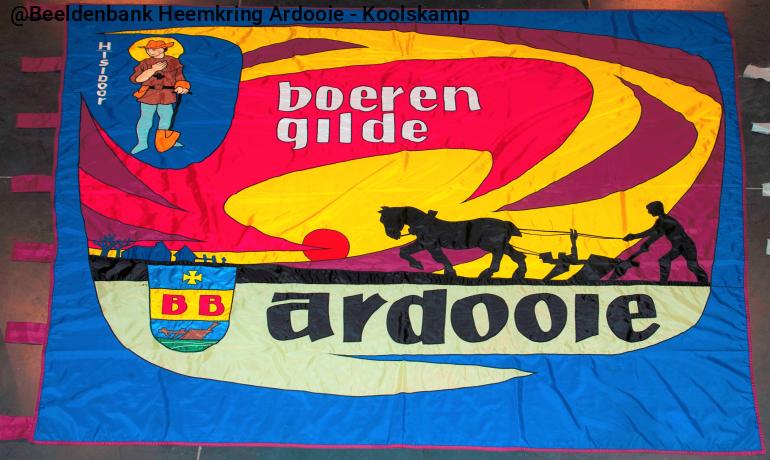 @Beeldenbank Heemkring Ardooie - Koolskamp
HISIDOOR
boeren
gilde
BB
ardooie